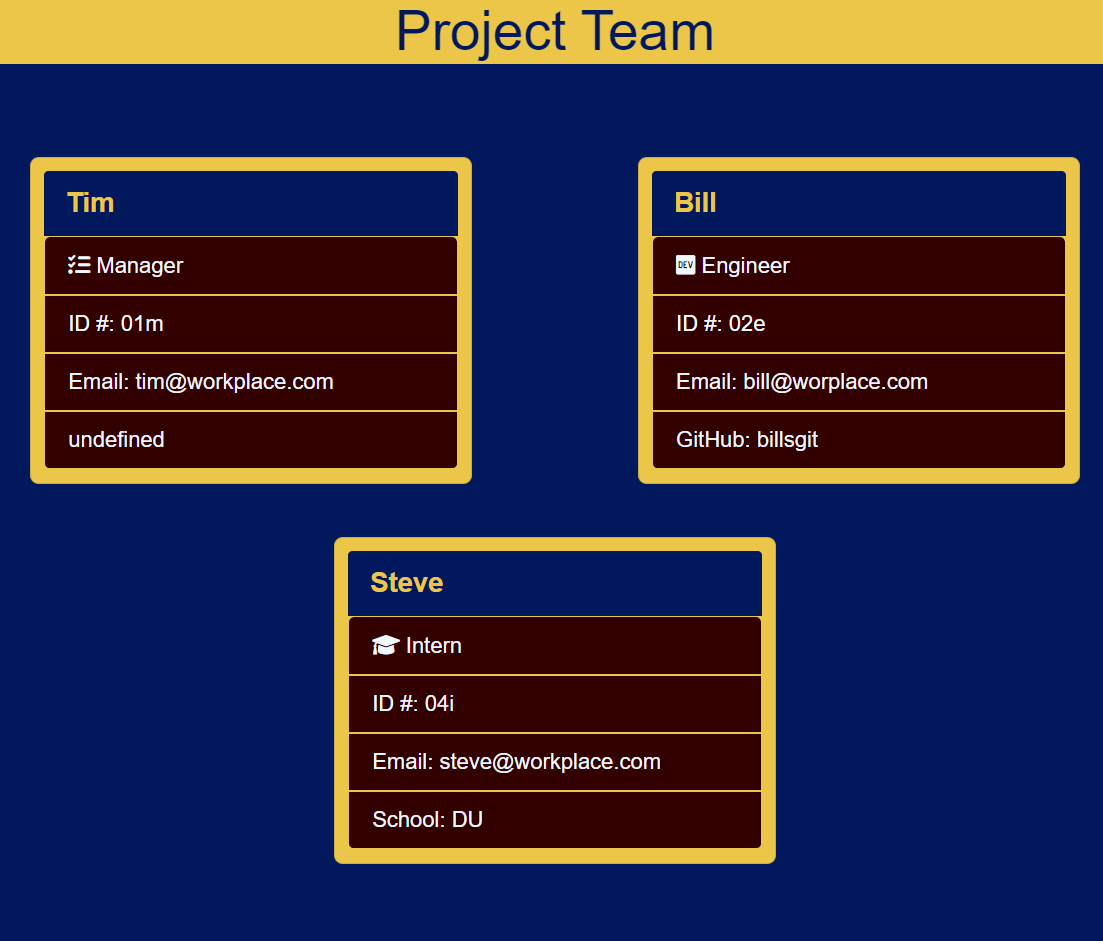 Project Team
Tim
Manager
ID #: 01m
Email: tim@workplace.com
undefined
Bill
DEV Engineer
ID #: 02e
Email: bill@worplace.com
GitHub: billsgit
Steve
Intern
ID #: 04i
Email: steve@workplace.com
School: DU